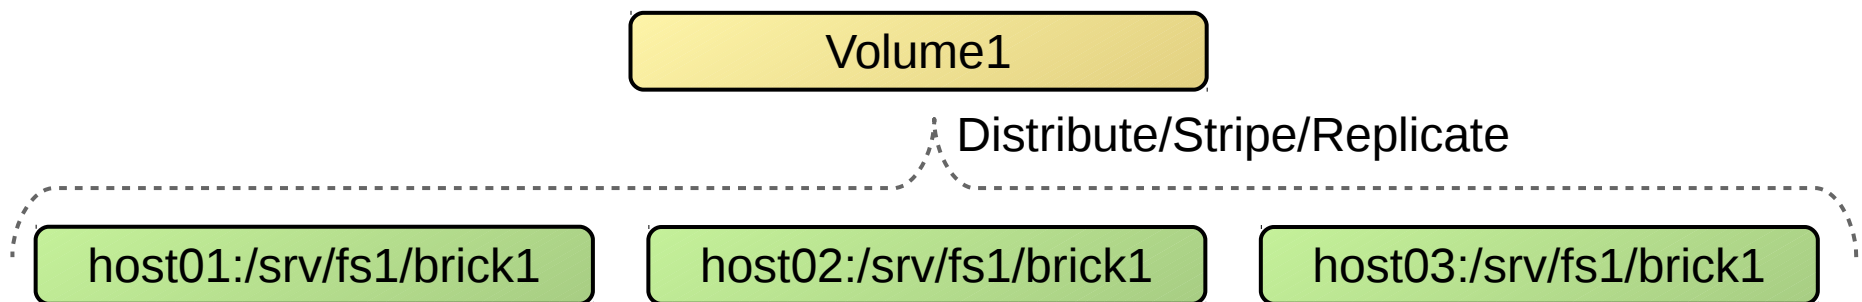 Volume1
Distribute/Stripe/Replicate
host01:/srv/fs1/brick1
host02:/srv/fs1/brick1
host03:/srv/fs1/brick1